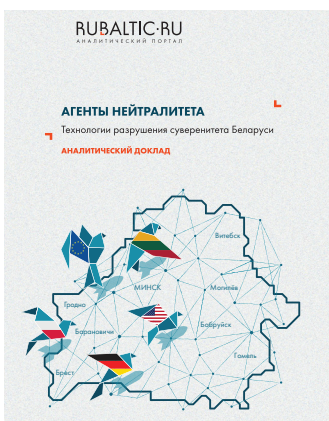 RUBALTIC·RU
АНАЛИТИЧЕСКИЙ ПОРТАЛ
АГЕНТЫ НЕЙТРАЛИТЕТА
Технологии разрушения суверенитета Беларуси
АНАЛИТИЧЕСКИЙ ДОКЛАД
Витебск
МИНСК
Могилёв
Гродно
Барановичи
Бобруйск
Гомель
Брест